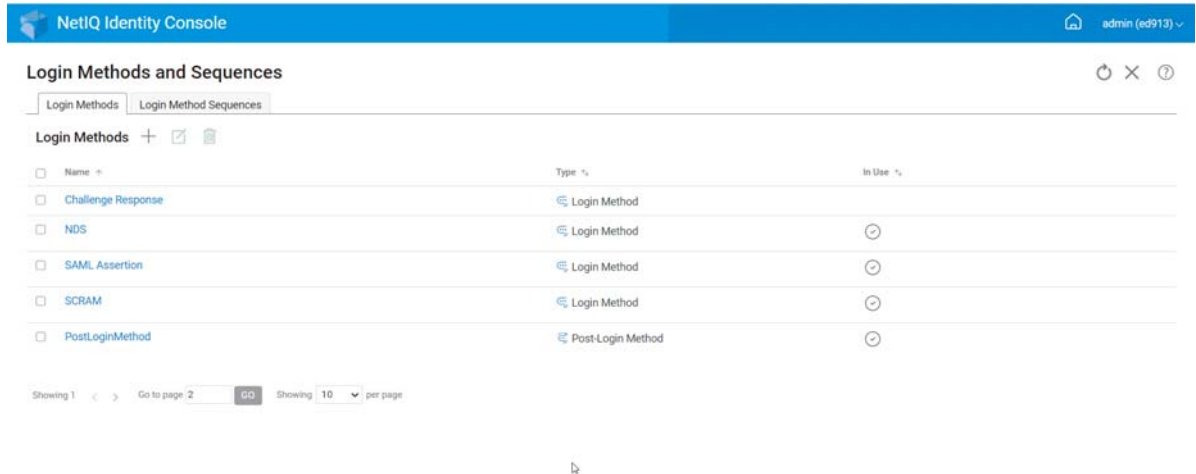 NetIQ Identity Console admin (ed913)
Login Methods and Sequences
Login Methods Login Method Sequences
Login Methods
Name Type In Use
Challenge Response Login Method
NDS Login Method
SAML Assertion Login Method
SCRAM Login Method
PostLoginMethod Post-Login Method
Showing 1 < > Go to page 2 GO Showing 10 per page